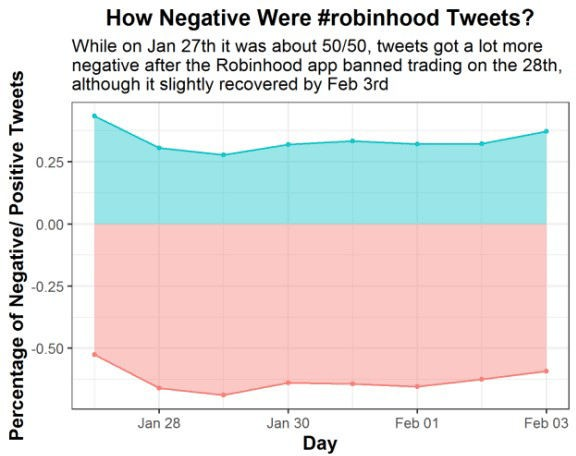 How Negative Were #robinhood Tweets?
While on Jan 27th it was about 50/50, tweets got a lot more
negative after the Robinhood app banned trading on the 28th,
although it slightly recovered by Feb 3rd
Percentage of Negative/ Positive Tweets
0.25
0.00
-0.25
-0.50
Jan 28 Jan 30 Feb 01 Feb 03
Day